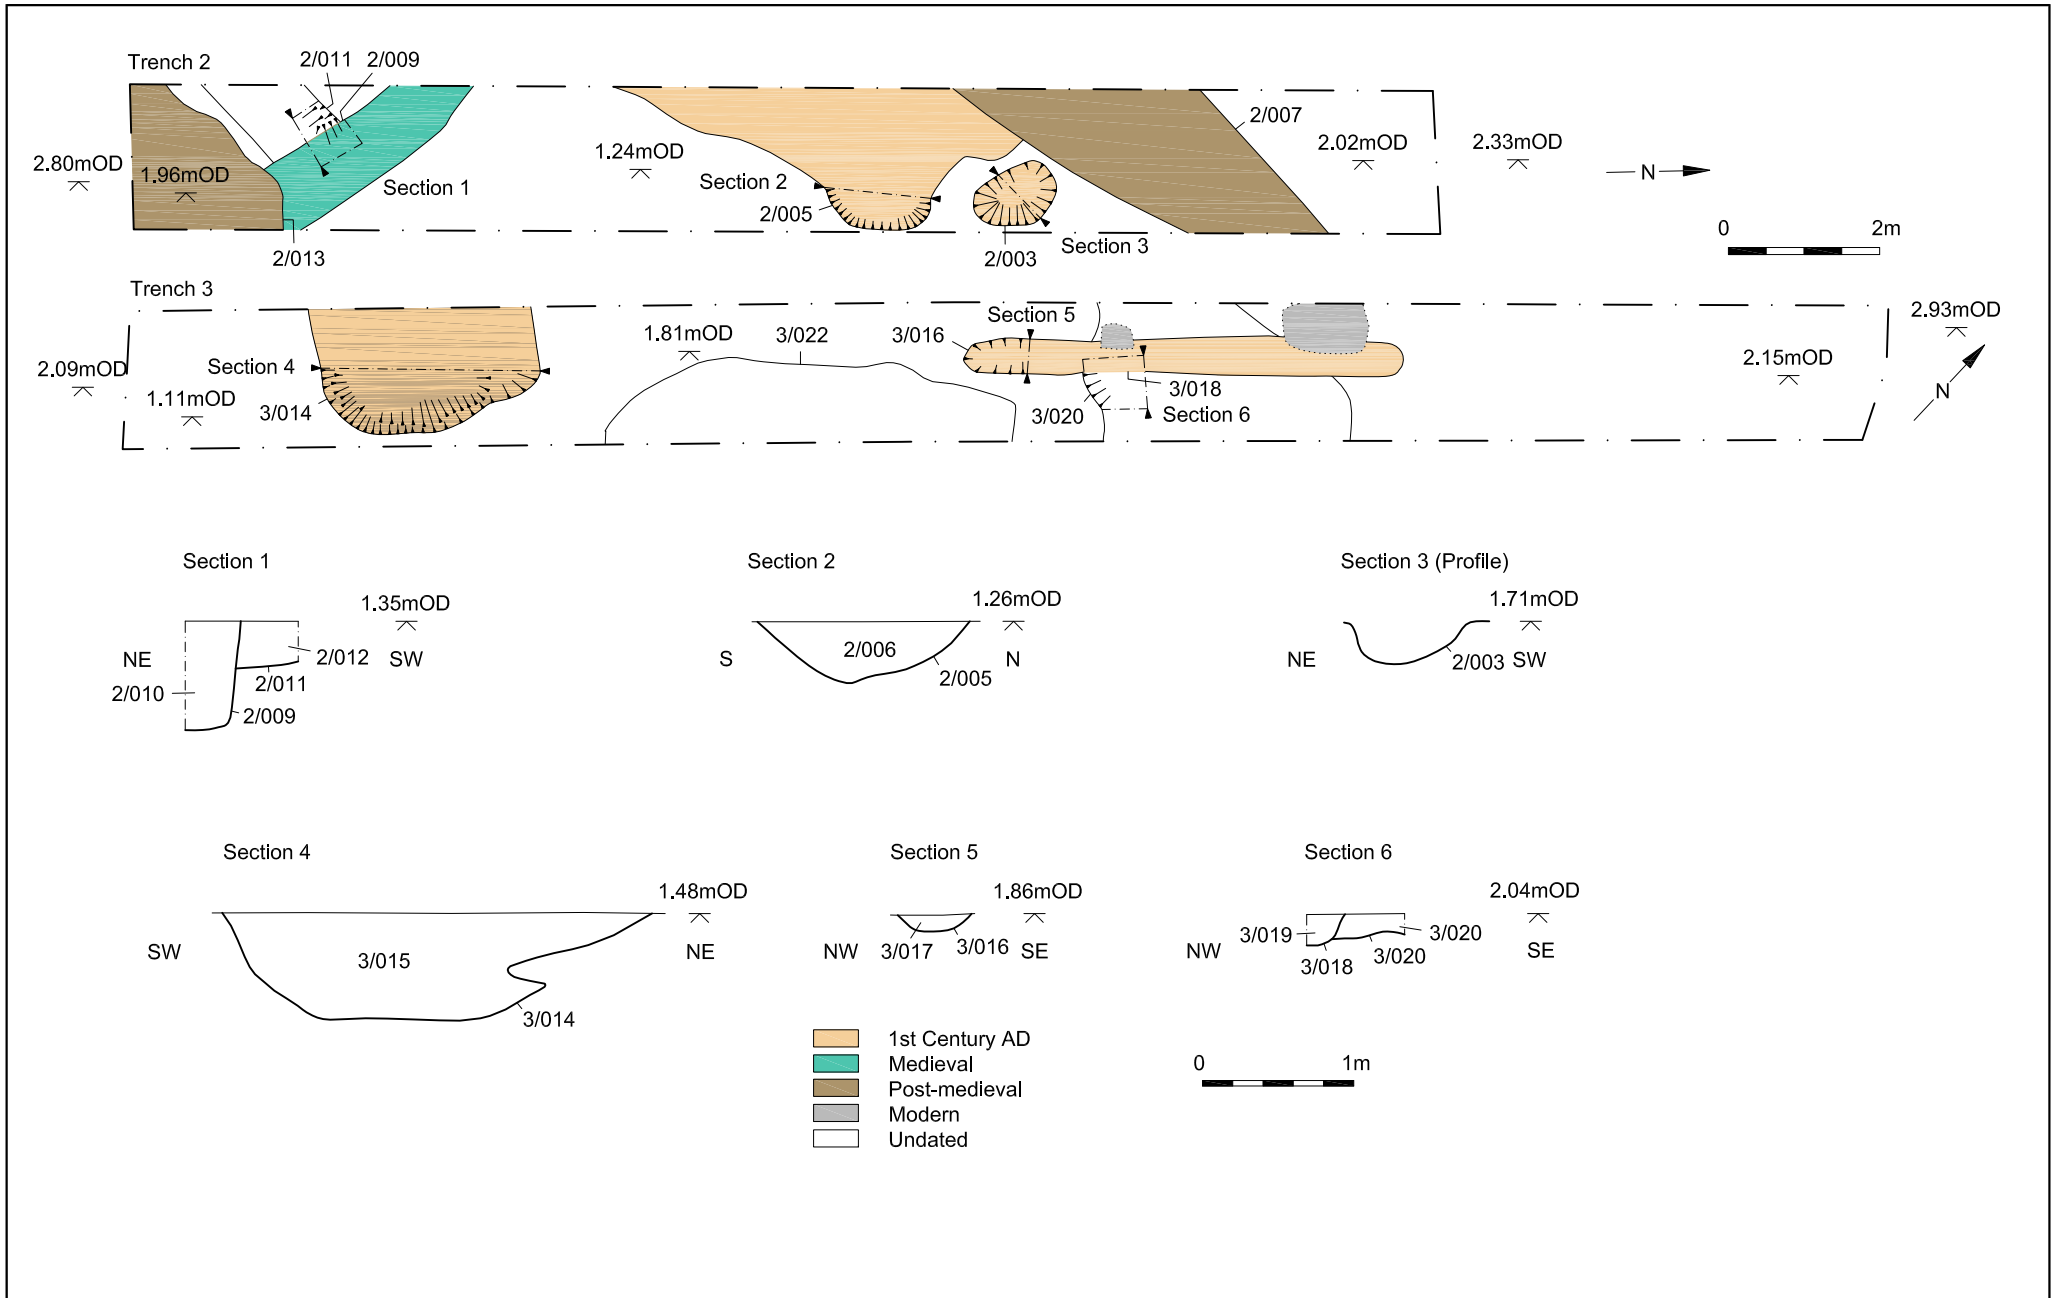 Trench 2
2/011
2/009
2/007
2.80mOD
1.96mOD
Section 1
1.24mOD
Section 2
2/005
2.02mOD
2.33mOD
N
2/013
2/003
Section 3
0 2m
Trench 3
2.09mOD
1.11mOD
Section 4
3/014
1.81mOD
3/022
3/016
Section 5
3/018
3/020
Section 6
2.15mOD
2.93mOD
N
Section 1
1.35mOD
NE
2/012
SW
2/011
2/010
2/009
Section 2
1.26mOD
S
2/006
N
2/005
Section 3 (Profile)
1.71mOD
NE
2/003
SW
Section 4
1.48mOD
SW
3/015
NE
3/014
Section 5
1.86mOD
NW
3/017
3/016
SE
Section 6
2.04mOD
3/019
3/020
NW
3/018
3/020
SE
1st Century AD
Medieval
Post-medieval
Modern
Undated
0 1m